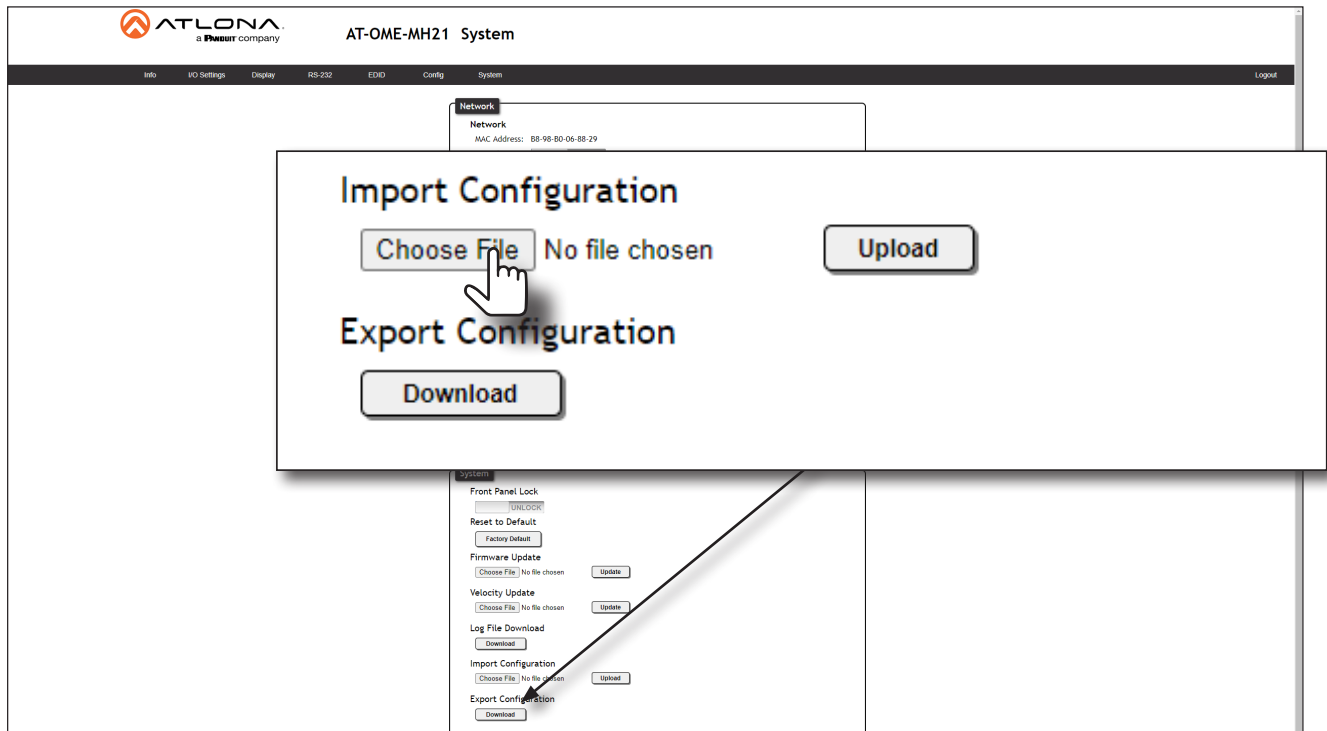 ATLONA.
a PANDUIT company
AT-OME-MH21 System
Info I/O Settings Display RS-232 EDID Config System Logout
Network
Network
MAC Address: B8-98-B0-06-88-29
Import Configuration
Choose File No file chosen Upload
Export Configuration
Download
System
Front Panel Lock
UNLOCK
Reset to Default
Factory Default
Firmware Update
Choose File No file chosen Update
Velocity Update
Choose File No file chosen Update
Log File Download
Download
Import Configuration
Choose File No file chosen Upload
Export Configuration
Download